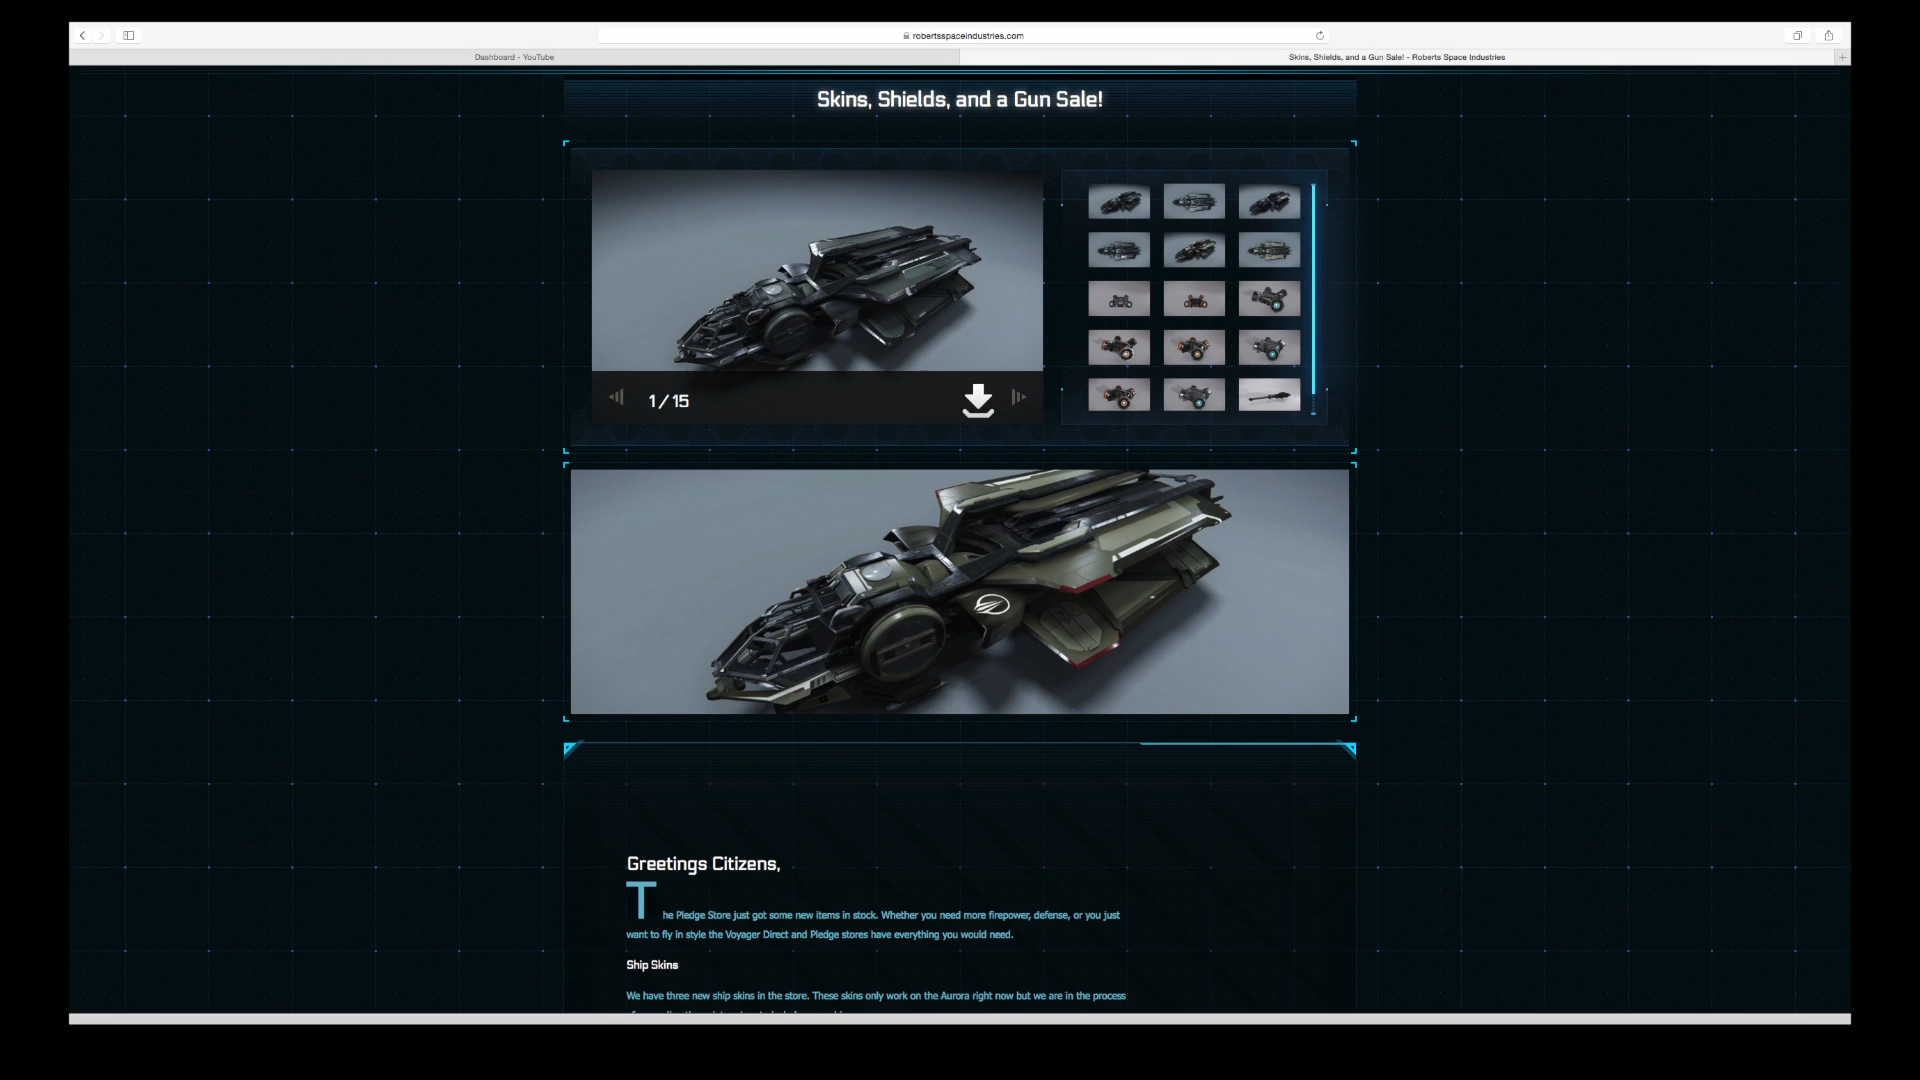 robertsspaceindustries.com
Dashboard - YouTube
Skins, Shields, and a Gun Sale! - Roberts Space Industries
Skins, Shields, and a Gun Sale!
1 / 15
Greetings Citizens,
The Pledge Store just got some new items in stock. Whether you need more firepower, defense, or you just
want to fly in style the Voyager Direct and Pledge stores have everything you would need.
Ship Skins
We have three new ship skins in the store. These skins only work on the Aurora right now but we are in the process